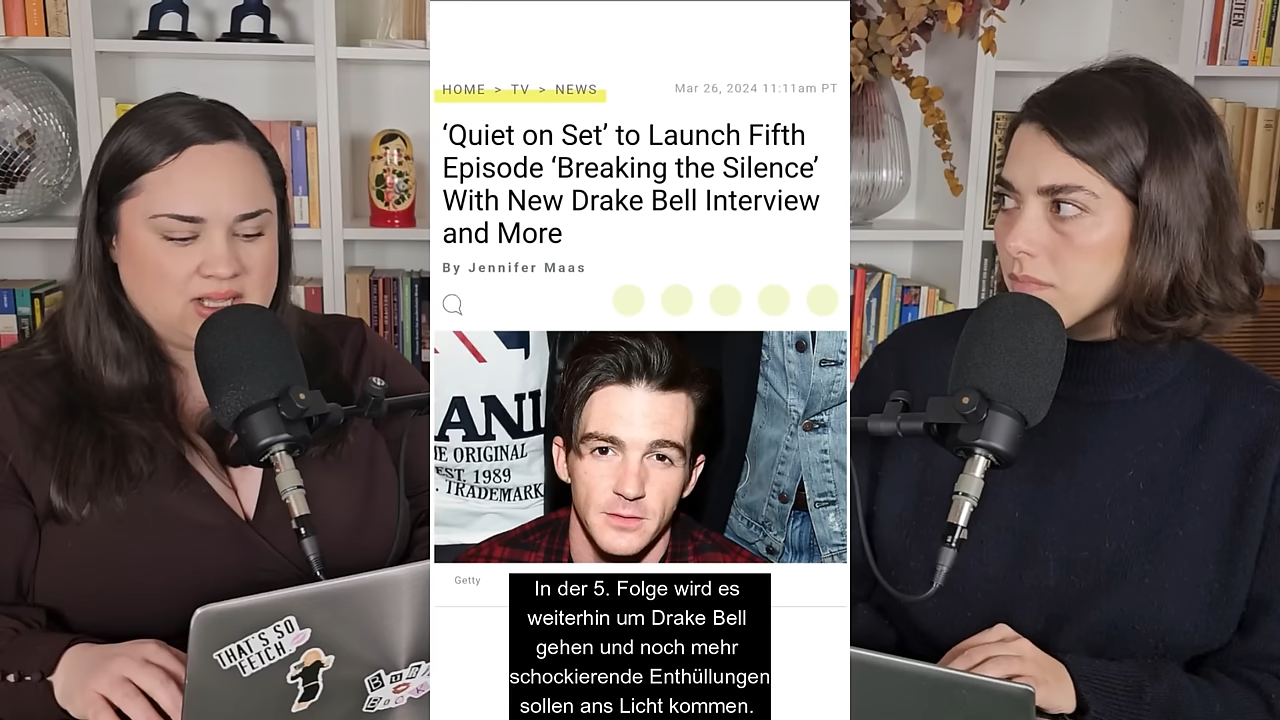 HOME > TV > NEWS
Mar 26, 2024 11:11am PT
‘Quiet on Set’ to Launch Fifth
Episode ‘Breaking the Silence’
With New Drake Bell Interview
and More
By Jennifer Maas
ANI
E ORIGINAL
EST. 1989
TRADEMARK
Getty
In der 5. Folge wird es
weiterhin um Drake Bell
gehen und noch mehr
schockierende Enthüllungen
sollen ans Licht kommen.
THAT'S SO
FETCH.